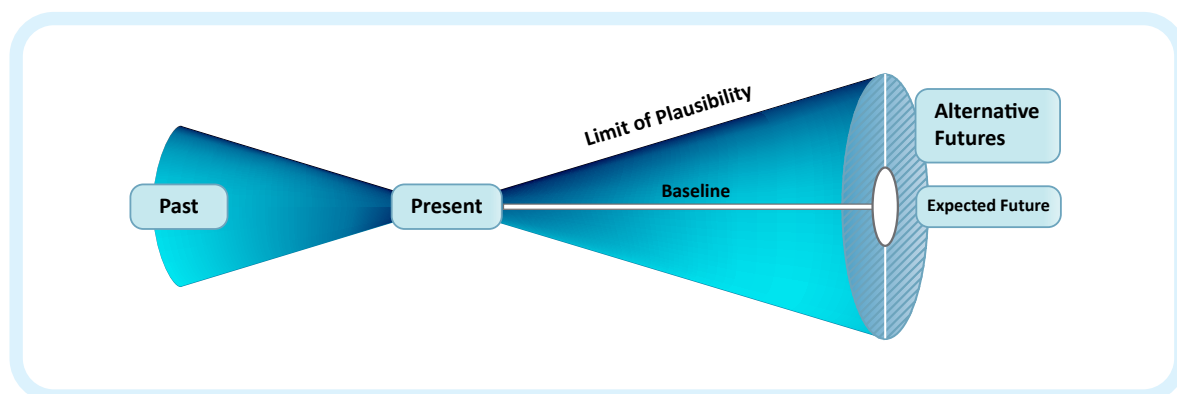 Limit of Plausibility
Alternative
Futures
Past
Present
Baseline
Expected Future